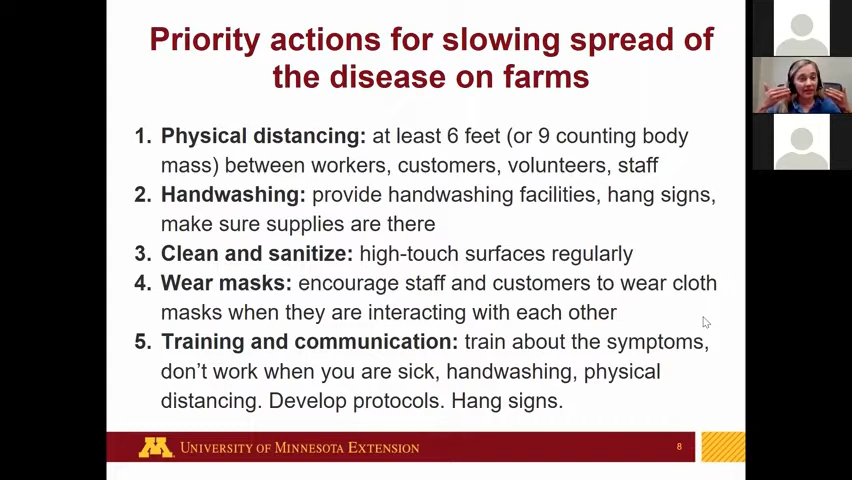 Priority actions for slowing spread of
the disease on farms
1. Physical distancing: at least 6 feet (or 9 counting body
mass) between workers, customers, volunteers, staff
2. Handwashing: provide handwashing facilities, hang signs,
make sure supplies are there
3. Clean and sanitize: high-touch surfaces regularly
4. Wear masks: encourage staff and customers to wear cloth
masks when they are interacting with each other
5. Training and communication: train about the symptoms,
don't work when you are sick, handwashing, physical
distancing. Develop protocols. Hang signs.
M UNIVERSITY OF MINNESOTA EXTENSION
8